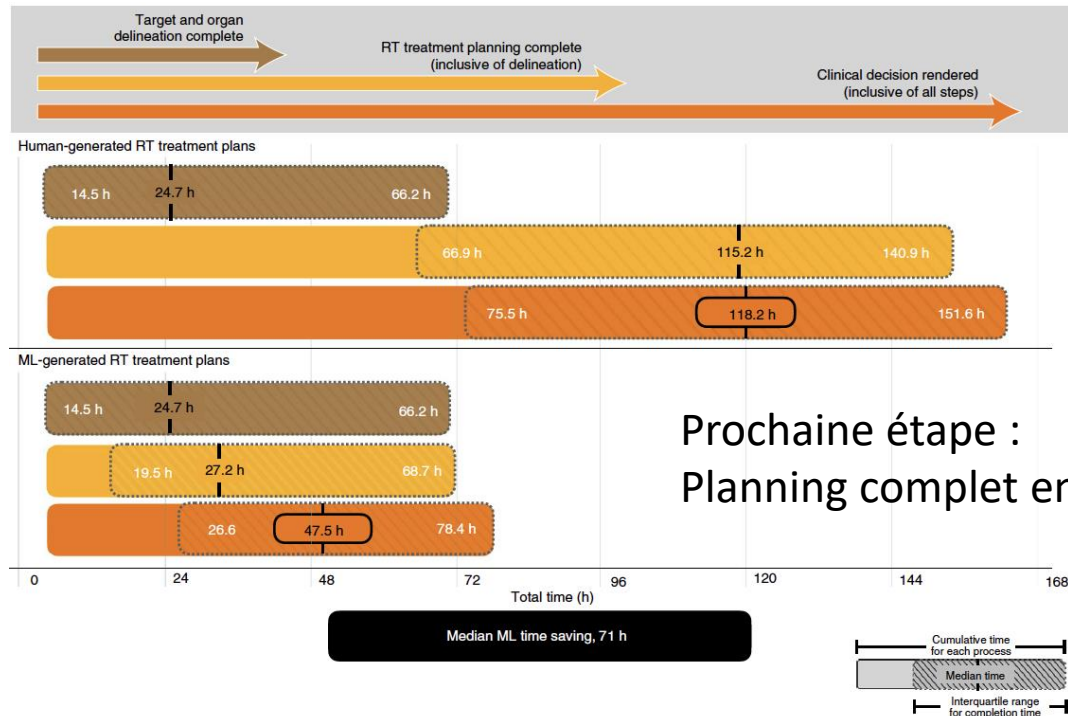 Target and organ
delineation complete
RT treatment planning complete
(inclusive of delineation)
Clinical decision rendered
(inclusive of all steps)
Human-generated RT treatment plans
14.5 h 24.7 h 66.2 h
66.9 h 115.2 h 140.9 h
75.5 h 118.2 h 151.6 h
ML-generated RT treatment plans
14.5 h 24.7 h 66.2 h
19.5 h 27.2 h 68.7 h
26.6 47.5 h 78.4 h
Prochaine étape :
Planning complet en
0 24 48 72 96 120 144 168
Total time (h)
Median ML time saving, 71 h
Cumulative time
for each process
Median time
Interquartile range
for completion time